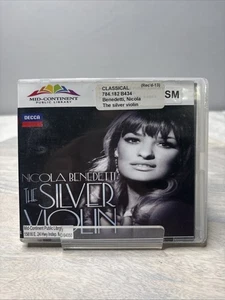 MID-CONTINENT
PUBLIC LIBRARY
CLASSICAL
784.192 B434
Benedetti, Nicola
The silver violin
SM
DECCA
NICOLA BENEDETTI
THE
SILVER
VIOLIN
Mid-Continent Public Library